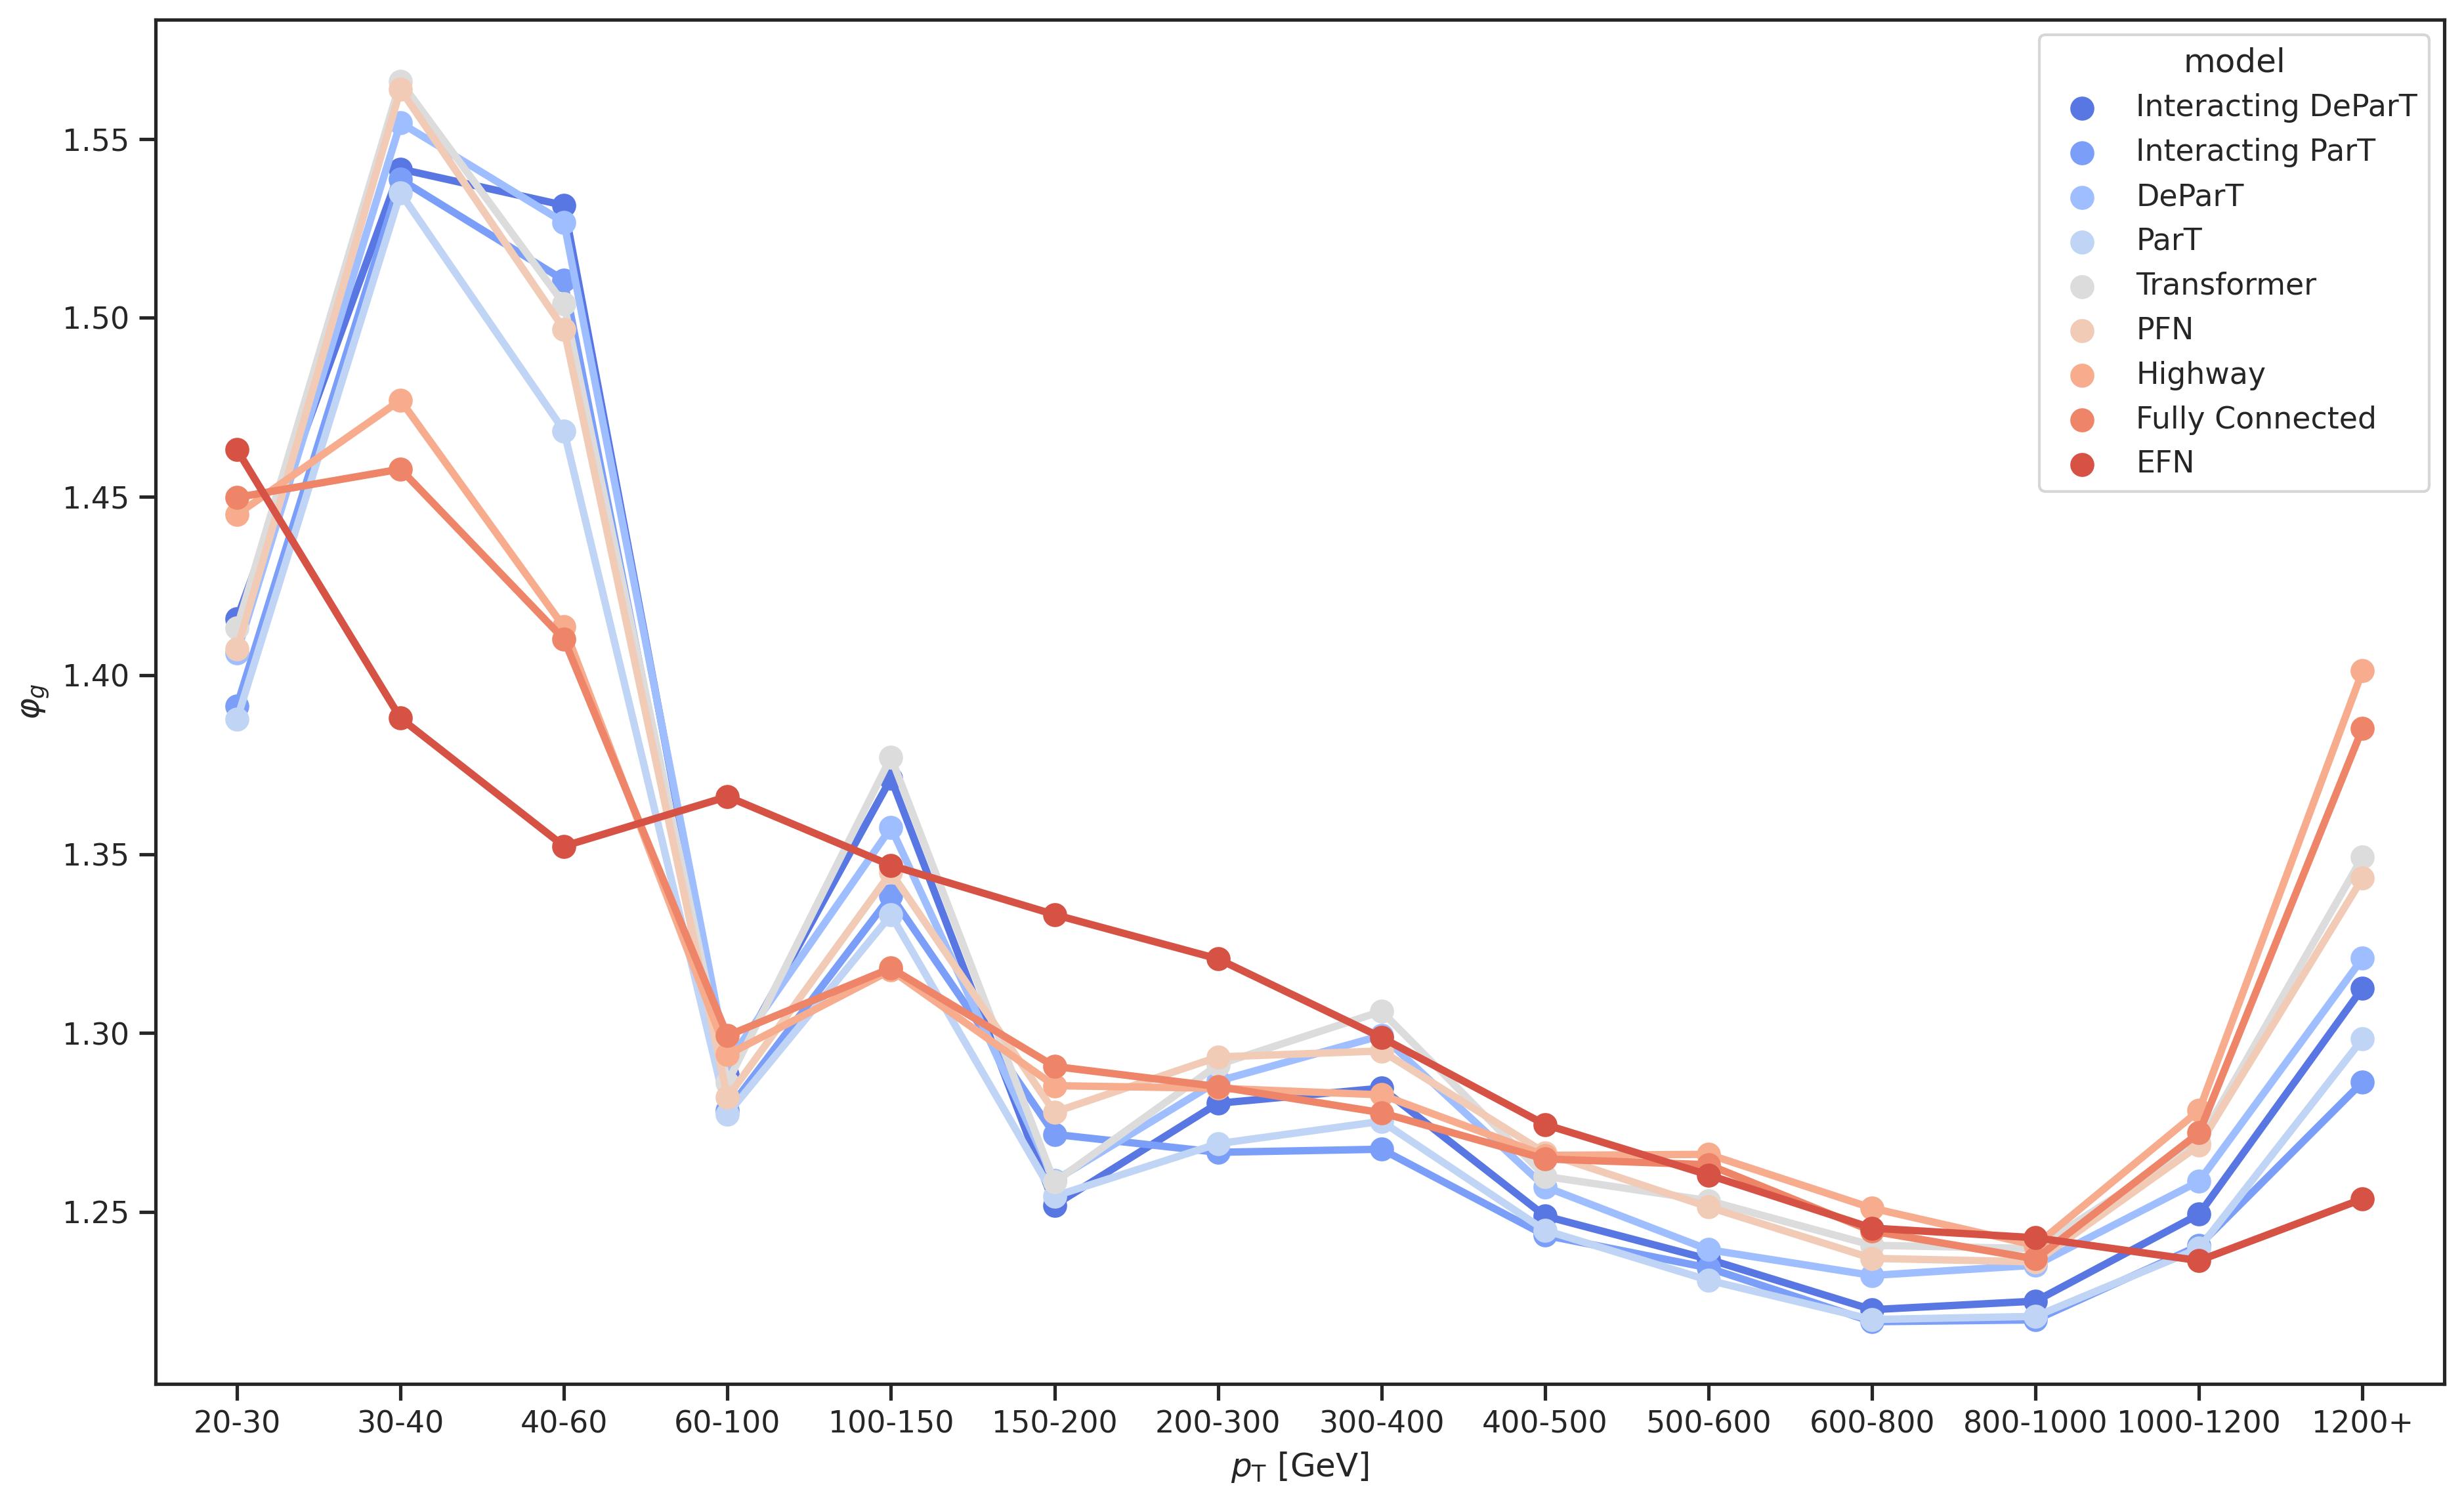 model
Interacting DeParT
Interacting ParT
DeParT
ParT
Transformer
PFN
Highway
Fully Connected
EFN
1.55
1.50
1.45
1.40
1.35
1.30
1.25
φg
20-30 30-40 40-60 60-100 100-150 150-200 200-300 300-400 400-500 500-600 600-800 800-1000 1000-1200 1200+
pT [GeV]